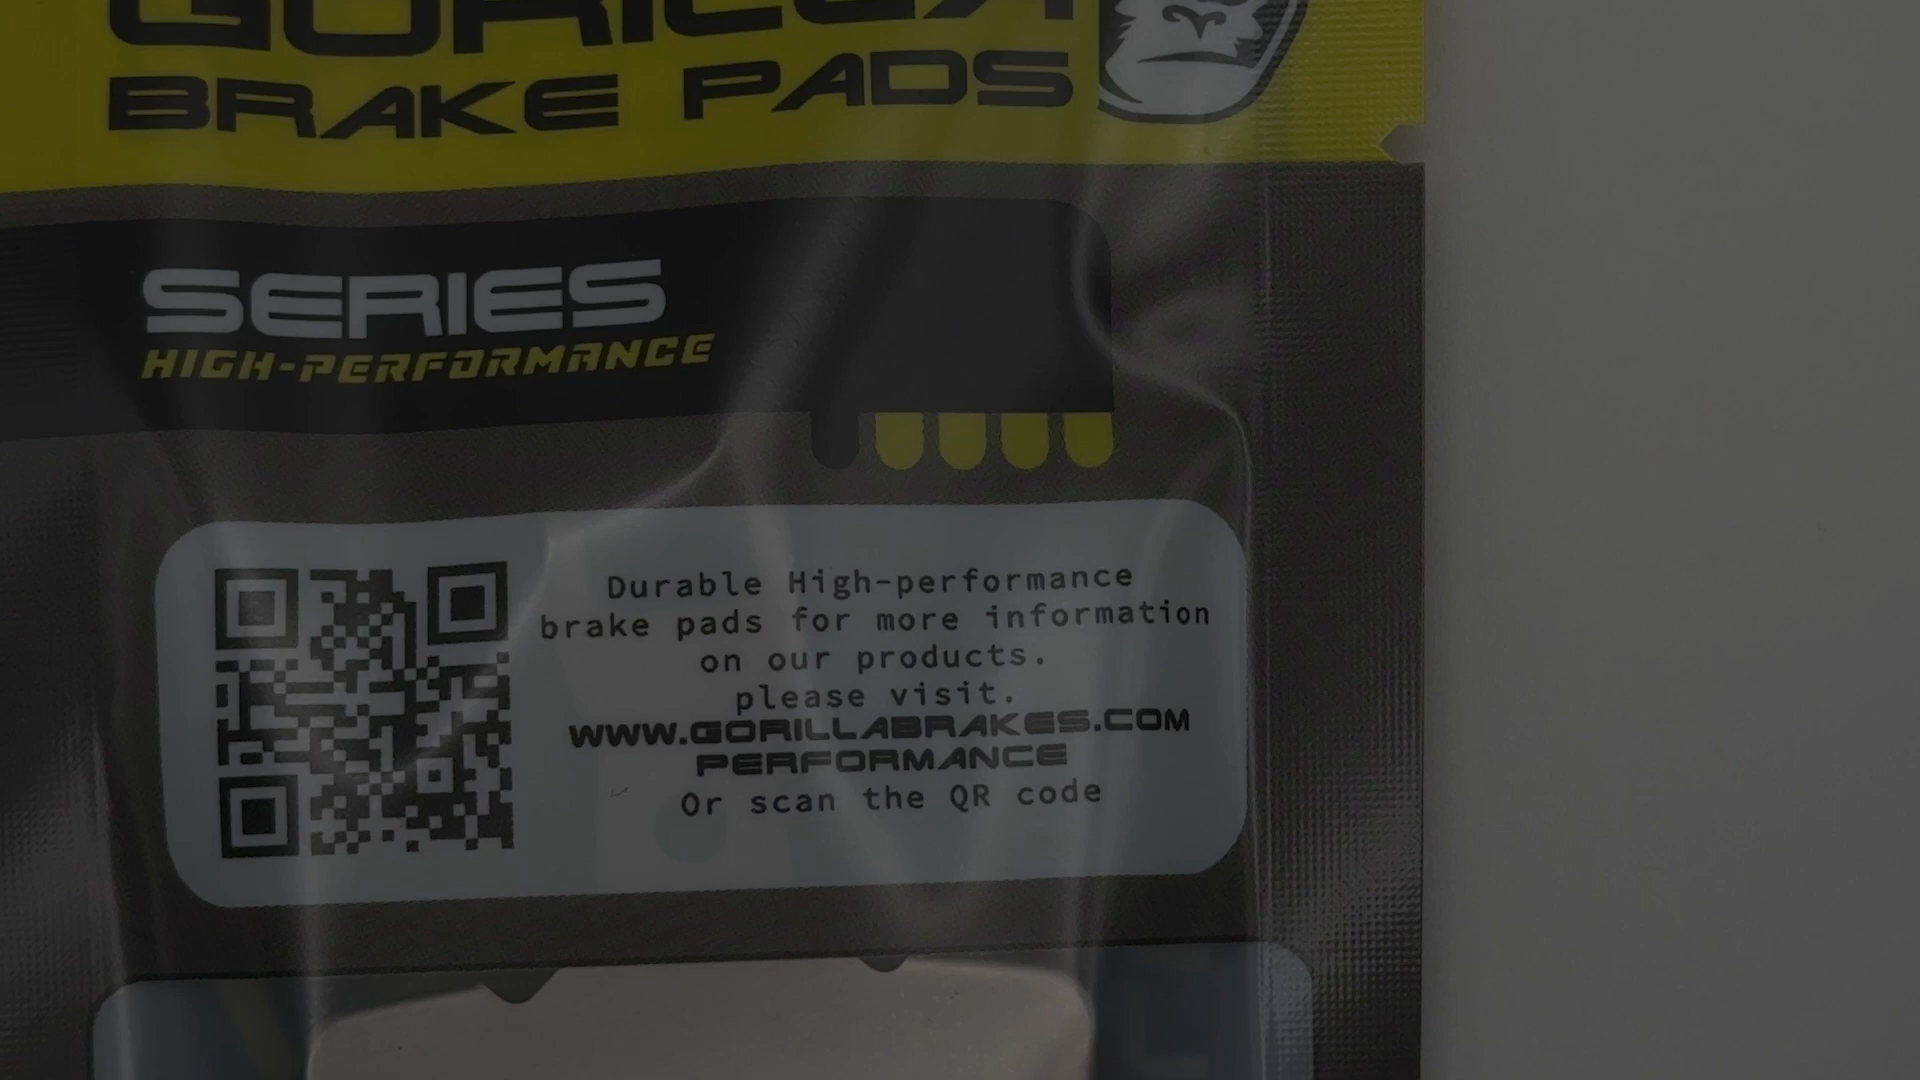 GORILLA
BRAKE PADS
SERIES
HIGH-PERFORMANCE
Durable High-performance
brake pads for more information
on our products.
please visit.
WWW.GORILLABRAKES.COM
PERFORMANCE
Or scan the QR code